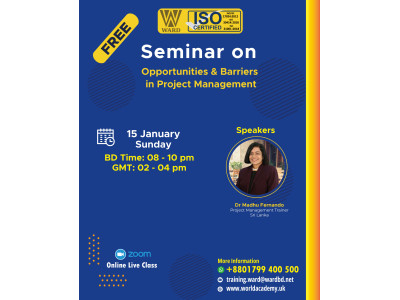 WARD
ISO
CERTIFIED
FREE
Seminar on
Opportunities & Barriers
in Project Management
15 January
Sunday
BD Time: 08 - 10 pm
GMT: 02 - 04 pm
Speakers
Dr Madhu Fernando
Project Management Trainer
Sri Lanka
zoom
Online Live Class
More Information
+8801799 400 500
training.ward@wardbd.net
www.worldacademy.uk